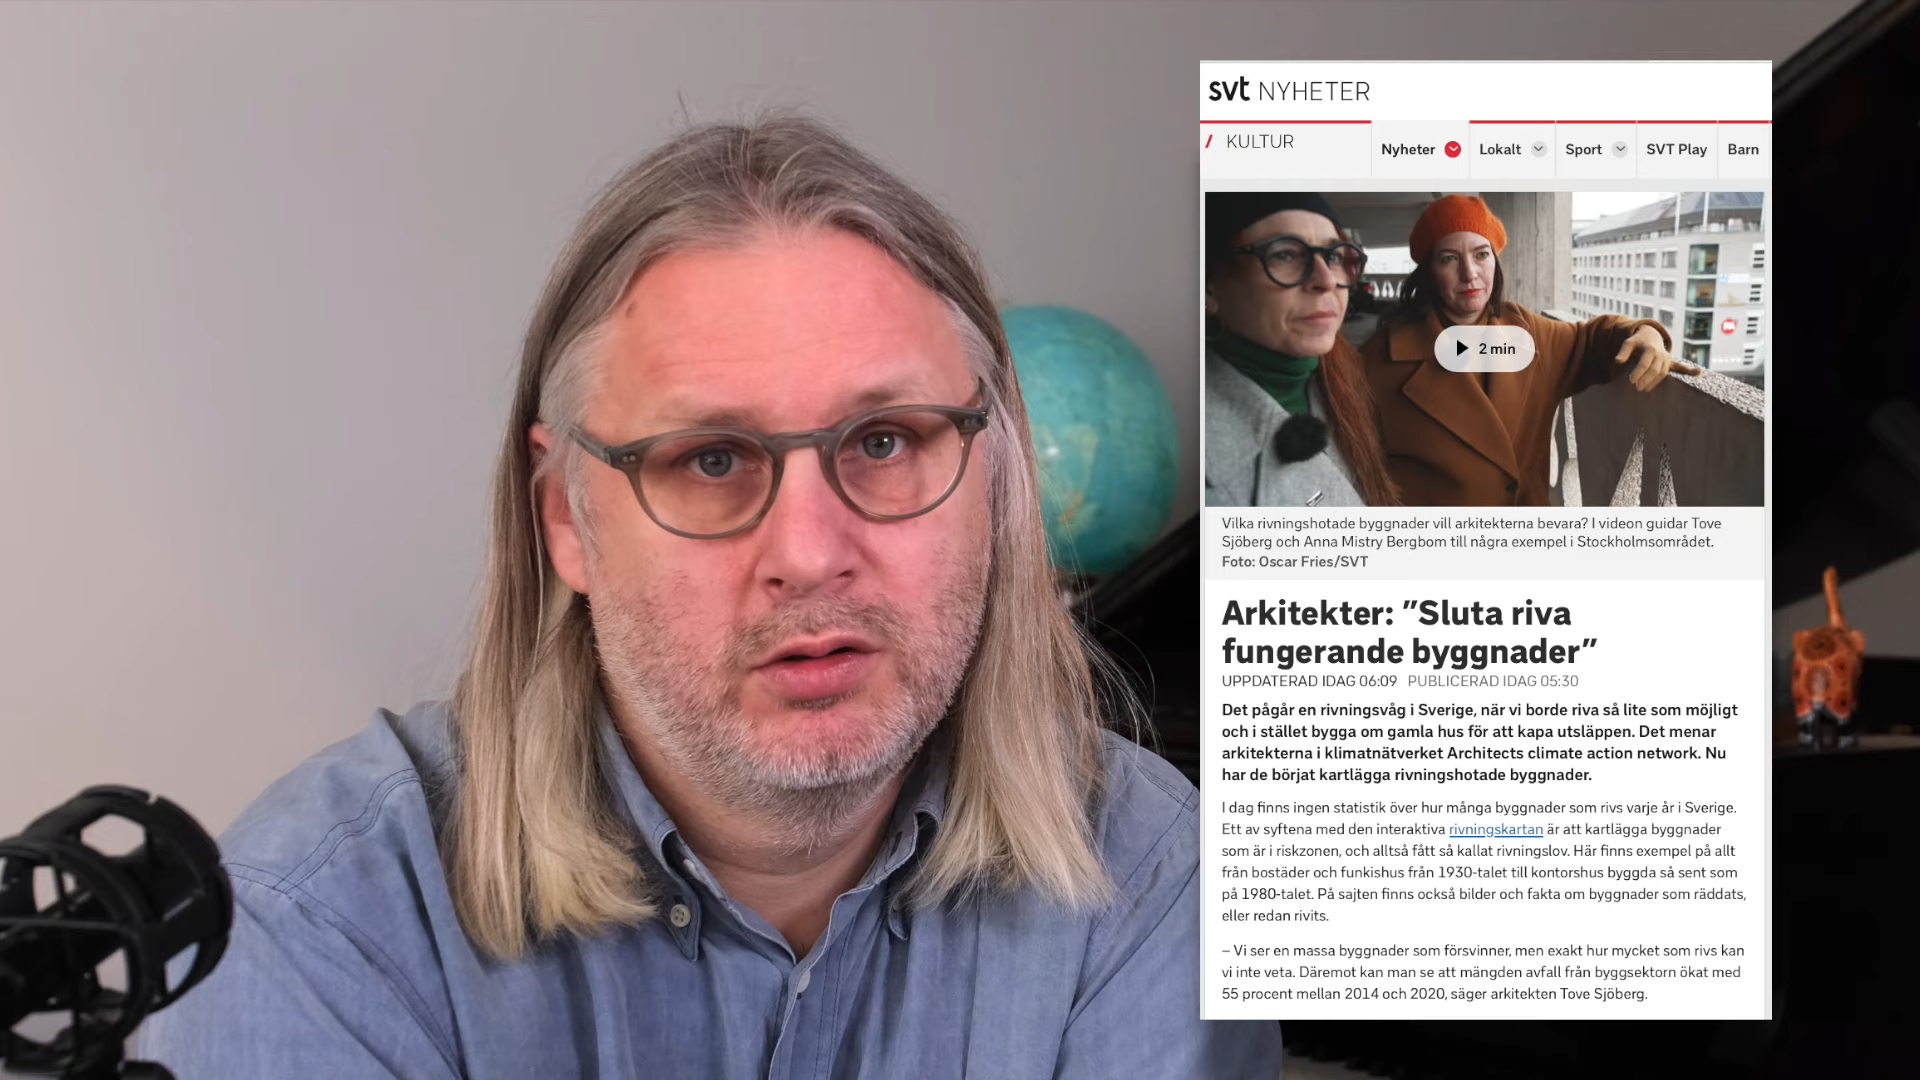 svt NYHETER
/ KULTUR
Nyheter Lokalt Sport SVT Play Barn
2 min
Vilka rivningshotade byggnader vill arkitekterna bevara? I videon guidar Tove
Sjöberg och Anna Mistry Bergbom till några exempel i Stockholmsområdet.
Foto: Oscar Fries/SVT
Arkitekter: ”Sluta riva
fungerande byggnader”
UPPDATERAD IDAG 06:09 PUBLICERAD IDAG 05:30
Det pågår en rivningsvåg i Sverige, när vi borde riva så lite som möjligt
och i stället bygga om gamla hus för att kapa utsläppen. Det menar
arkitekterna i klimatnätverket Architects climate action network. Nu
har de börjat kartlägga rivningshotade byggnader.
I dag finns ingen statistik över hur många byggnader som rivs varje år i Sverige.
Ett av syftena med den interaktiva rivningskartan är att kartlägga byggnader
som är i riskzonen, och alltså fått så kallat rivningslov. Här finns exempel på allt
från bostäder och funkishus från 1930-talet till kontorshus byggda så sent som
på 1980-talet. På sajten finns också bilder och fakta om byggnader som räddats,
eller redan rivits.
– Vi ser en massa byggnader som försvinner, men exakt hur mycket som rivs kan
vi inte veta. Däremot kan man se att mängden avfall från byggsektorn ökat med
55 procent mellan 2014 och 2020, säger arkitekten Tove Sjöberg.